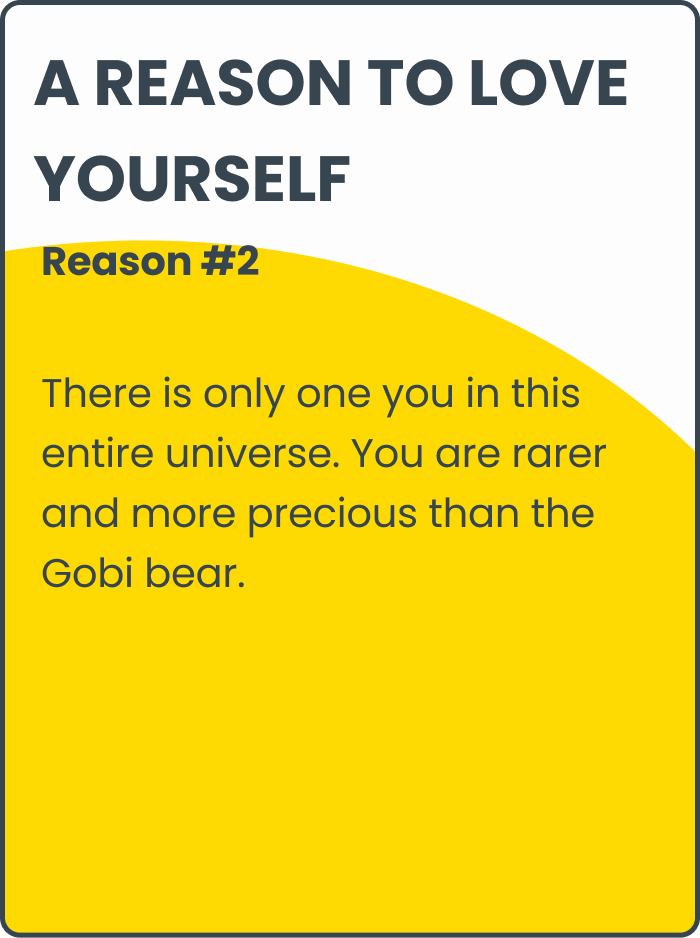 A REASON TO LOVE
YOURSELF
Reason #2
There is only one you in this
entire universe. You are rarer
and more precious than the
Gobi bear.